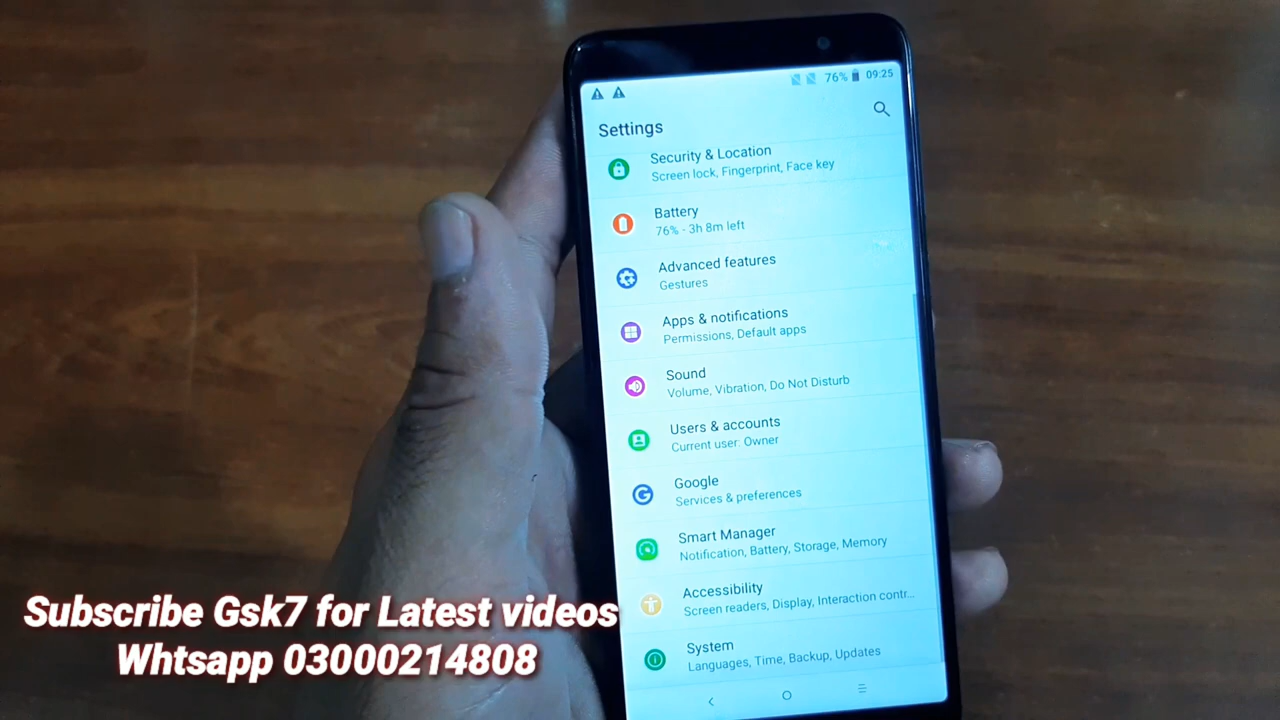 76% 09:25
Settings
Security & Location
Screen lock, Fingerprint, Face key
Battery
76% - 3h 8m left
Advanced features
Gestures
Apps & notifications
Permissions, Default apps
Sound
Volume, Vibration, Do Not Disturb
Users & accounts
Current user: Owner
Google
Services & preferences
Smart Manager
Notification, Battery, Storage, Memory
Accessibility
Screen readers, Display, Interaction contr...
System
Languages, Time, Backup, Updates
Subscribe Gsk7 for Latest videos
Whtsapp 03000214808